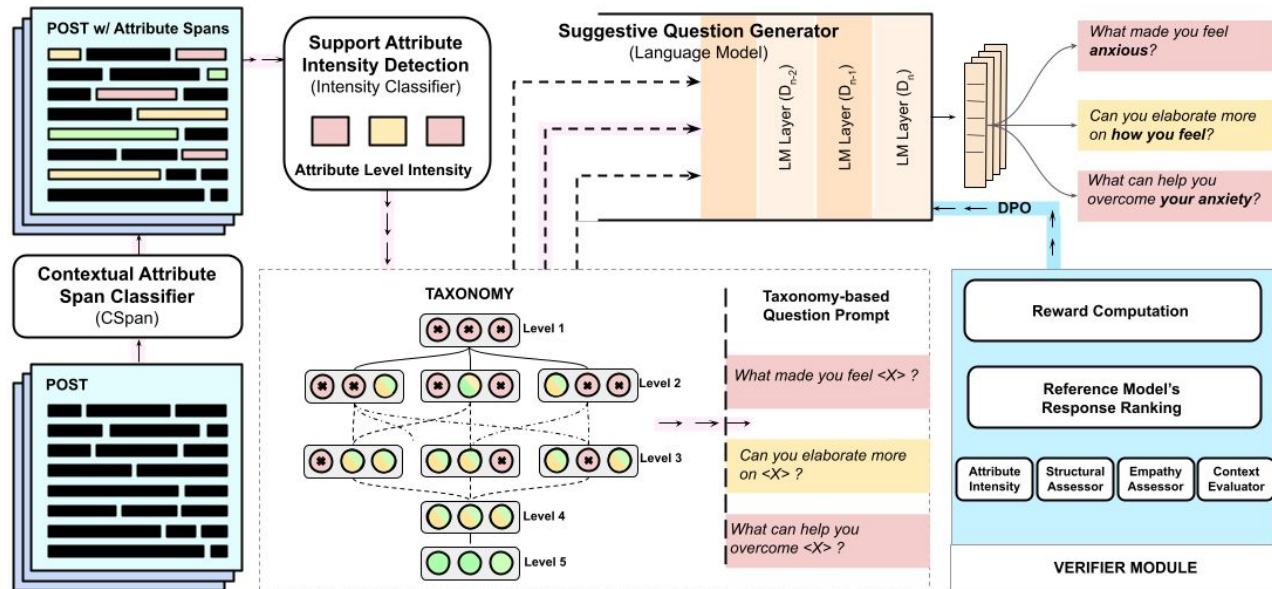 POST w/ Attribute Spans
Contextual Attribute
Span Classifier
(CSpan)
POST
Support Attribute
Intensity Detection
(Intensity Classifier)
Attribute Level Intensity
Suggestive Question Generator
(Language Model)
LM Layer (Dn-2)
LM Layer (Dn-1)
LM Layer (Dn)
What made you feel
anxious?
Can you elaborate more
on how you feel?
What can help you
overcome your anxiety?
DPO
TAXONOMY
Level 1
Level 2
Level 3
Level 4
Level 5
Taxonomy-based
Question Prompt
What made you feel <X> ?
Can you elaborate more
on <X> ?
What can help you
overcome <X> ?
Reward Computation
Reference Model's
Response Ranking
Attribute
Intensity
Structural
Assessor
Empathy
Assessor
Context
Evaluator
VERIFIER MODULE